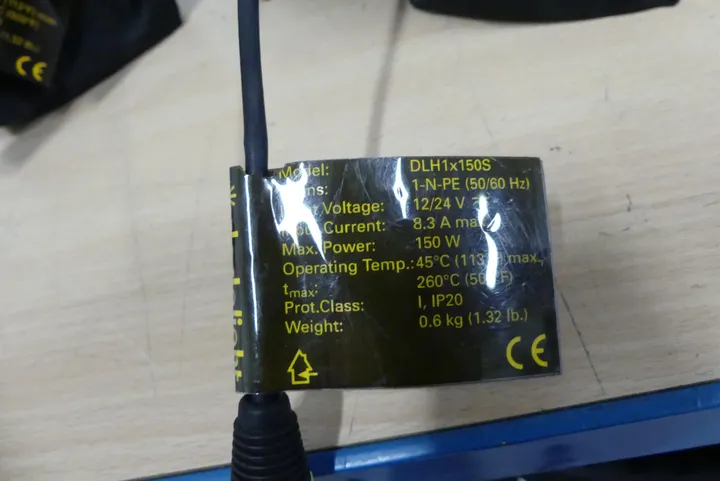 Model: DLH1x150S
1-N-PE (50/60 Hz)
Voltage: 12/24 V
Current: 8.3 A
Max. Power: 150 W
Operating Temp.: 45°C max.,
tmax: 260°C
Prot.Class: I, IP20
Weight: 0.6 kg (1.32 lb.)
CE
CE